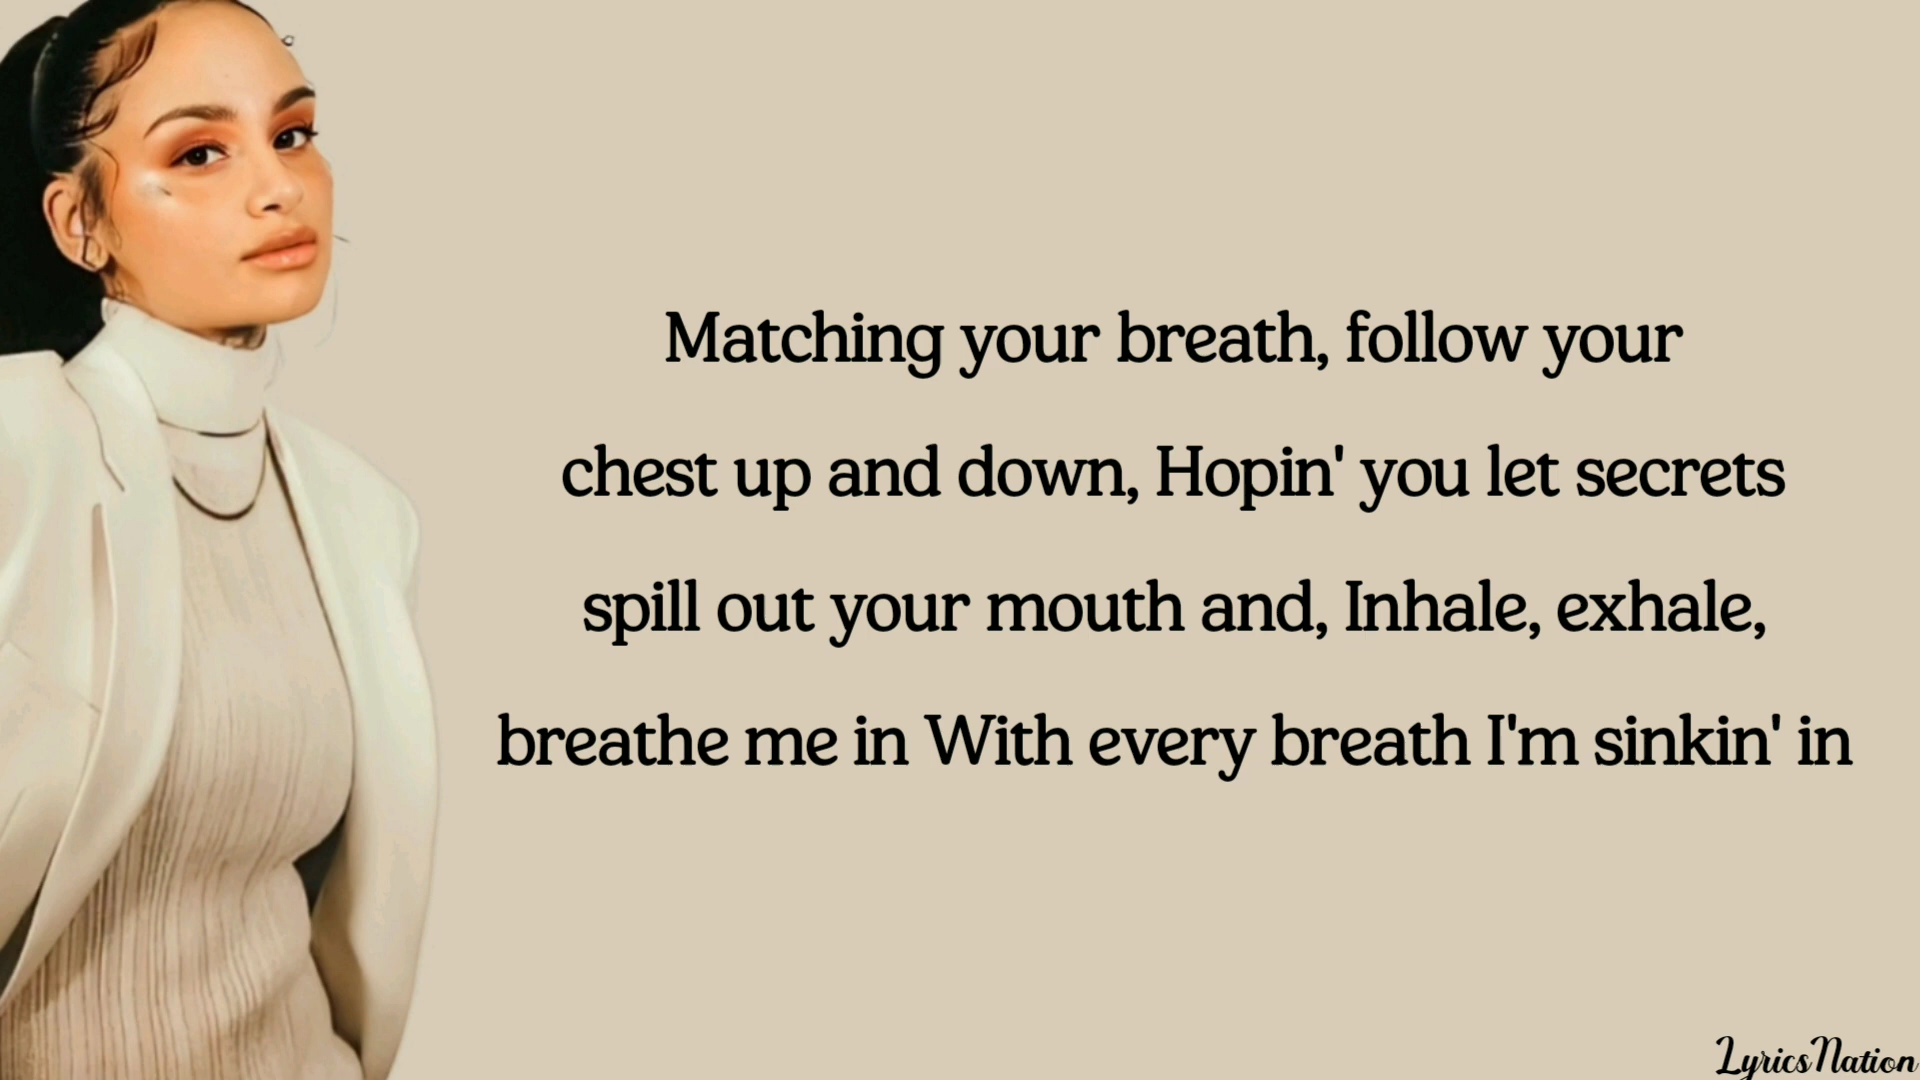 Matching your breath, follow your
chest up and down, Hopin' you let secrets
spill out your mouth and, Inhale, exhale,
breathe me in With every breath I'm sinkin' in
LyricsNation